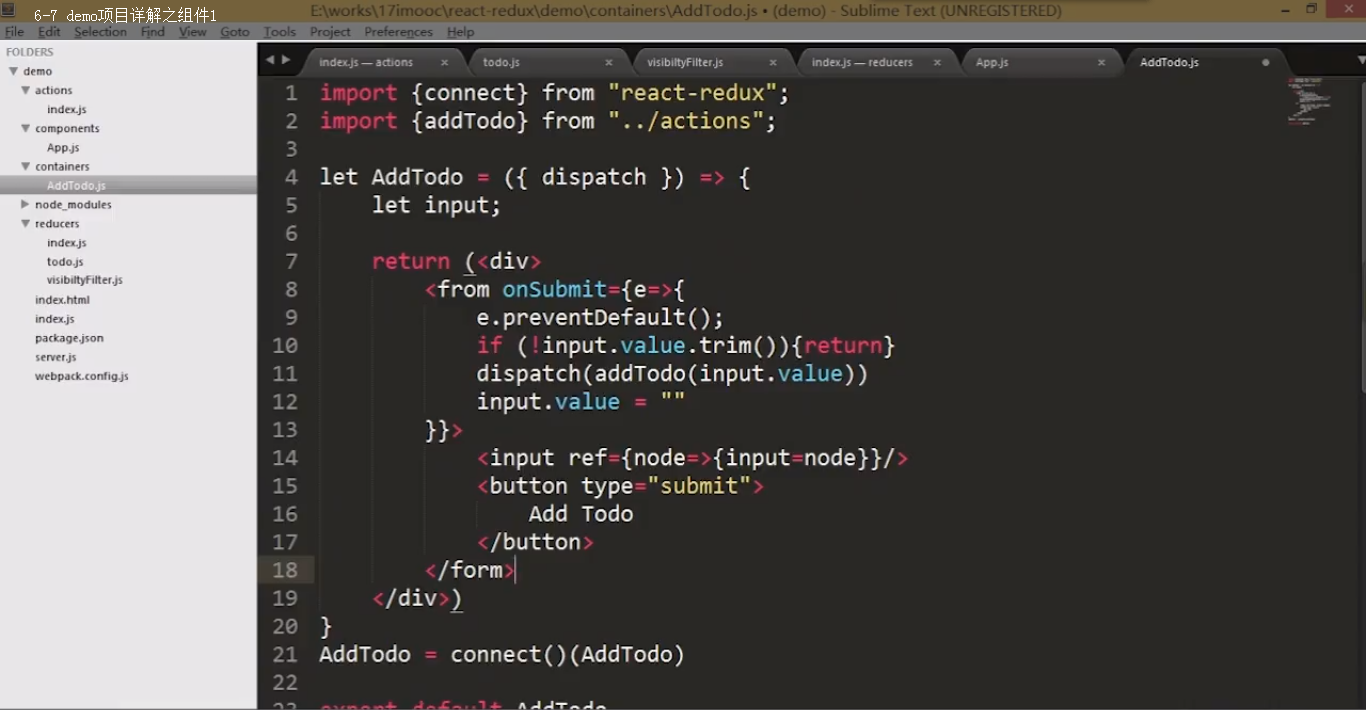 6-7 demo项目详解之组件1
E:\works\17imooc\react-redux\demo\containers\AddTodo.js • (demo) - Sublime Text (UNREGISTERED)
File Edit Selection Find View Goto Tools Project Preferences Help
FOLDERS
demo
actions
index.js
components
App.js
containers
AddTodo.js
node_modules
reducers
index.js
todo.js
visibiltyFilter.js
index.html
index.js
package.json
server.js
webpack.config.js
index.js — actions × todo.js × visibiltyFilter.js × index.js — reducers × App.js × AddTodo.js
1 import {connect} from "react-redux";
2 import {addTodo} from "../actions";
3
4 let AddTodo = ({ dispatch }) => {
5 let input;
6
7 return (<div>
8 <from onSubmit={e=>{
9 e.preventDefault();
10 if (!input.value.trim()){return}
11 dispatch(addTodo(input.value))
12 input.value = ""
13 }}>
14 <input ref={node=>{input=node}}/>
15 <button type="submit">
16 Add Todo
17 </button>
18 </form>
19 </div>)
20 }
21 AddTodo = connect()(AddTodo)
22
23 export default AddTodo